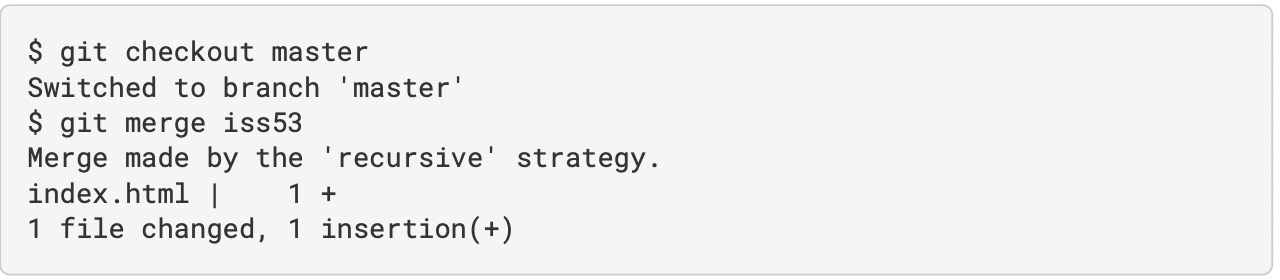 $ git checkout master
Switched to branch 'master'
$ git merge iss53
Merge made by the 'recursive' strategy.
index.html |    1 +
1 file changed, 1 insertion(+)